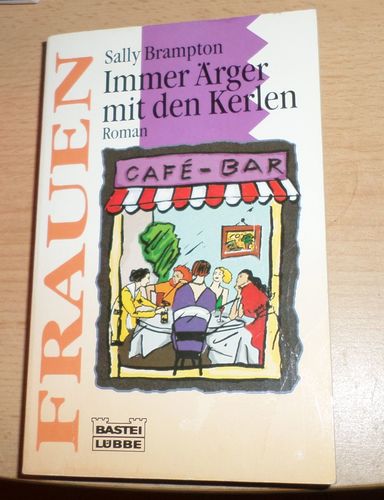 FRAUEN
Sally Brampton
Immer Ärger
mit den Kerlen
Roman
CAFÉ-BAR
BASTEI
LÜBBE